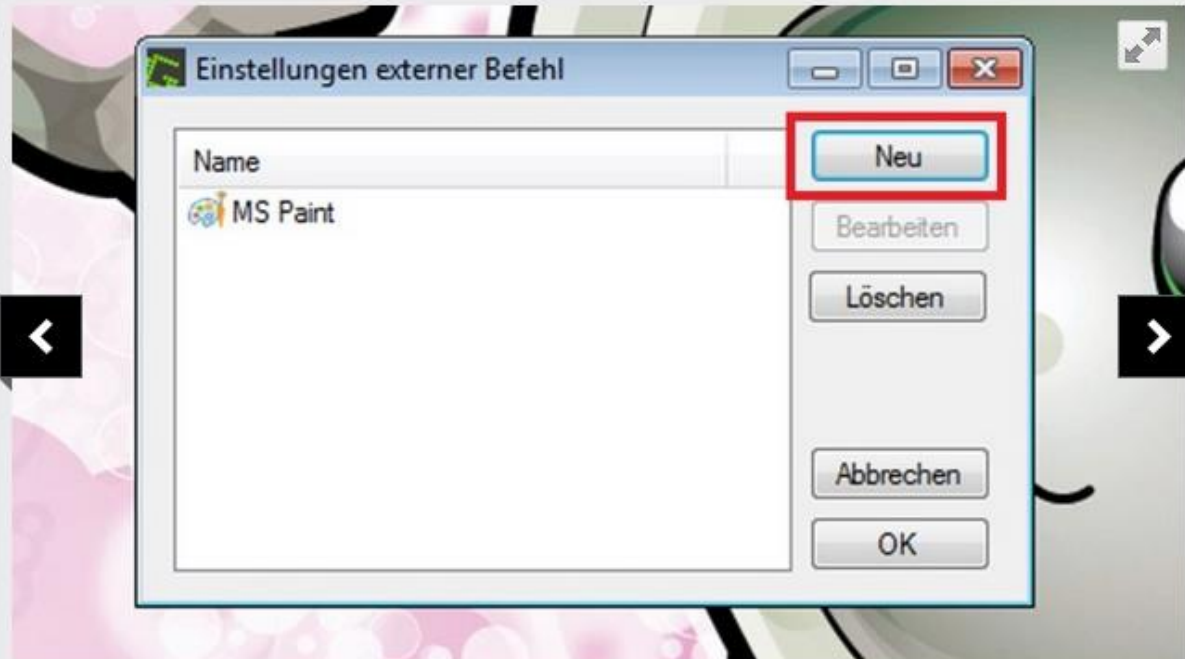 Einstellungen externer Befehl
Name
MS Paint
Neu
Bearbeiten
Löschen
Abbrechen
OK